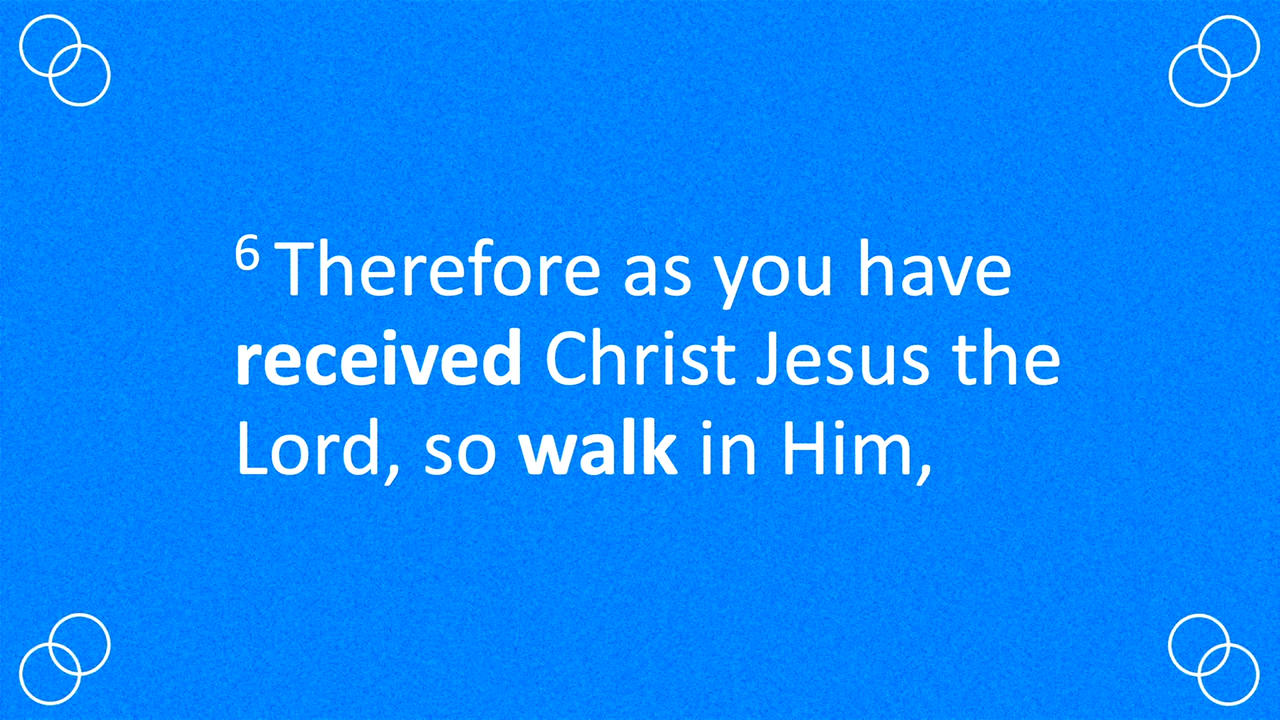 6 Therefore as you have
received Christ Jesus the
Lord, so walk in Him,